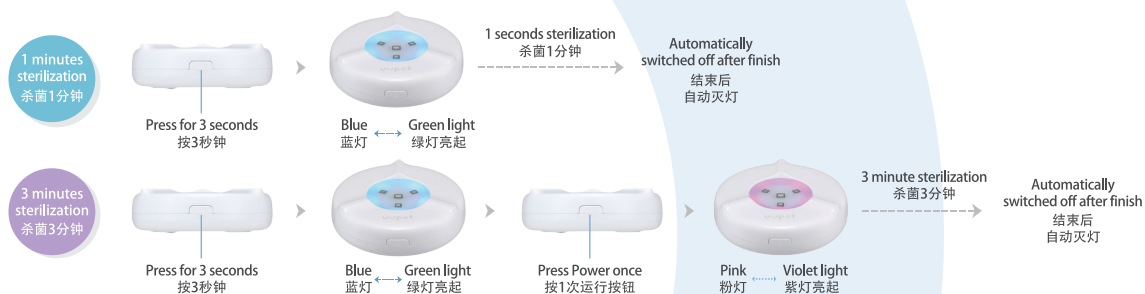 1 minutes
sterilization
杀菌1分钟
Press for 3 seconds
按3秒钟
Blue
蓝灯
Green light
绿灯亮起
1 seconds sterilization
杀菌1分钟
Automatically
switched off after finish
结束后
自动灭灯
3 minutes
sterilization
杀菌3分钟
Press for 3 seconds
按3秒钟
Blue
蓝灯
Green light
绿灯亮起
Press Power once
按1次运行按钮
Pink
粉灯
Violet light
紫灯亮起
3 minute sterilization
杀菌3分钟
Automatically
switched off after finish
结束后
自动灭灯